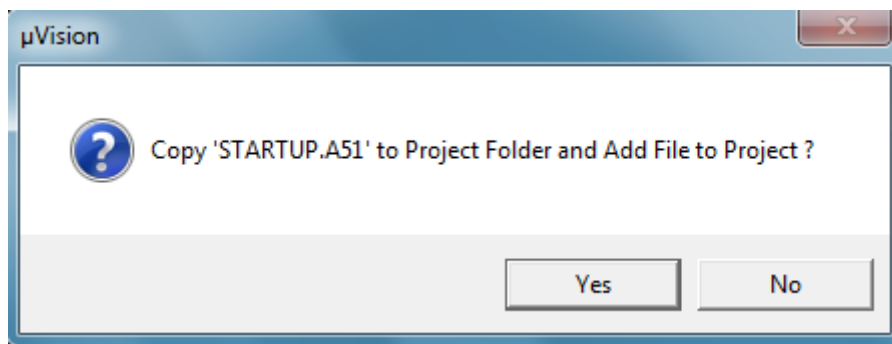 µVision
Copy 'STARTUP.A51' to Project Folder and Add File to Project ?
Yes
No